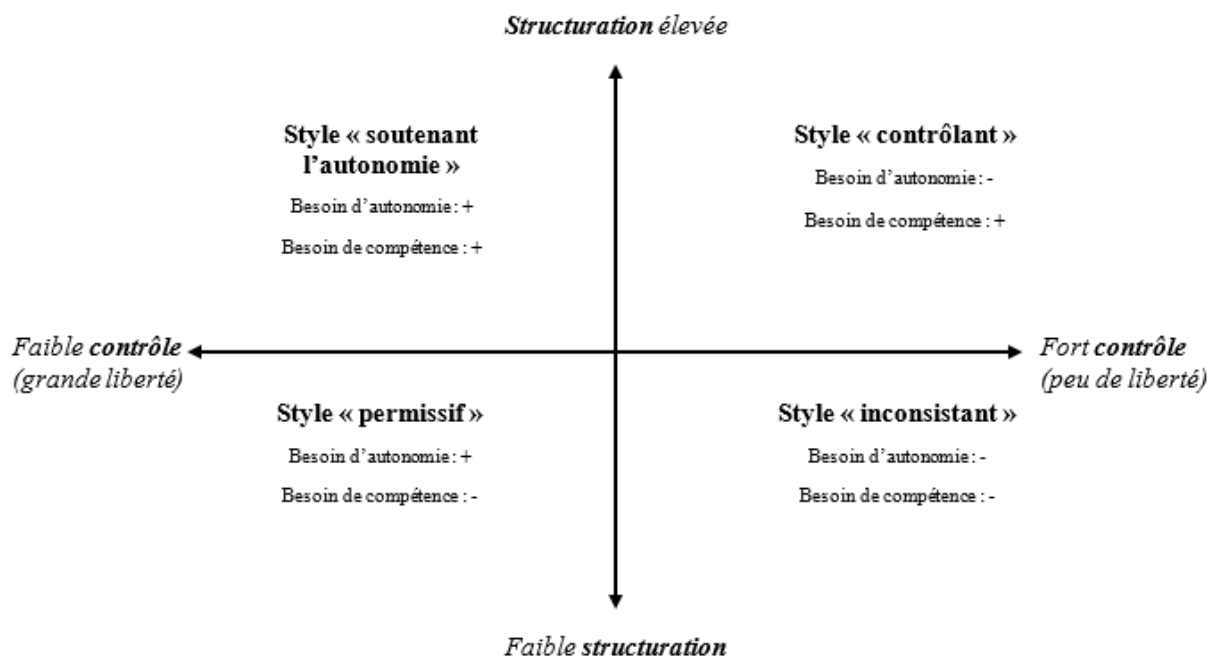 Structuration élevée
Style « soutenant
l’autonomie »
Besoin d’autonomie : +
Besoin de compétence : +
Style « contrôlant »
Besoin d’autonomie : -
Besoin de compétence : +
Faible contrôle
(grande liberté)
Fort contrôle
(peu de liberté)
Style « permissif »
Besoin d’autonomie : +
Besoin de compétence : -
Style « inconsistant »
Besoin d’autonomie : -
Besoin de compétence : -
Faible structuration